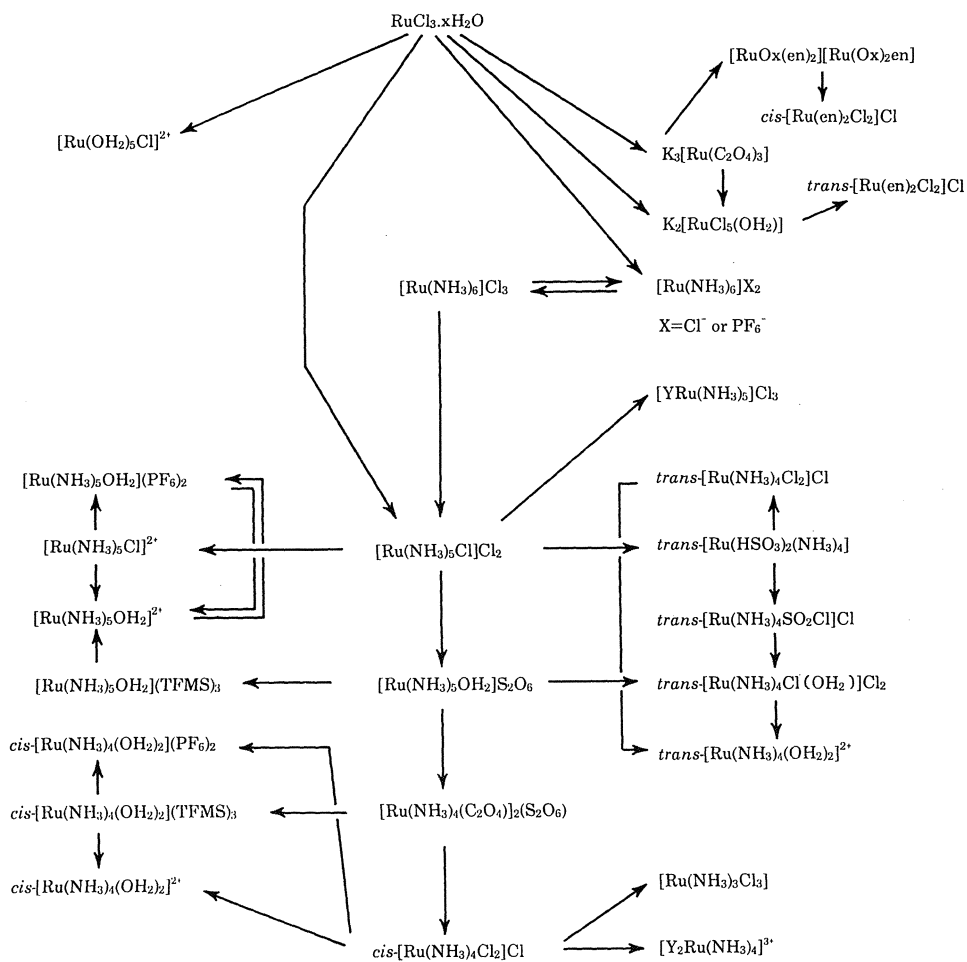 RuCl₃.xH₂O
[RuOx(en)₂][Ru(Ox)₂en]
cis-[Ru(en)₂Cl₂]Cl
[Ru(OH₂)₅Cl]²⁺
K₃[Ru(C₂O₄)₃]
trans-[Ru(en)₂Cl₂]Cl
K₂[RuCl₅(OH₂)]
[Ru(NH₃)₆]Cl₃
[Ru(NH₃)₆]X₂
X=Cl⁻ or PF₆⁻
[YRu(NH₃)₅]Cl₃
[Ru(NH₃)₅OH₂](PF₆)₂
trans-[Ru(NH₃)₄Cl₂]Cl
[Ru(NH₃)₅Cl]²⁺
[Ru(NH₃)₅Cl]Cl₂
trans-[Ru(HSO₃)₂(NH₃)₄]
[Ru(NH₃)₅OH₂]²⁺
trans-[Ru(NH₃)₄SO₂Cl]Cl
[Ru(NH₃)₅OH₂](TFMS)₃
[Ru(NH₃)₅OH₂]S₂O₆
trans-[Ru(NH₃)₄Cl(OH₂)]Cl₂
cis-[Ru(NH₃)₄(OH₂)₂](PF₆)₂
trans-[Ru(NH₃)₄(OH₂)₂]²⁺
cis-[Ru(NH₃)₄(OH₂)₂](TFMS)₃
[Ru(NH₃)₄(C₂O₄)]₂(S₂O₆)
cis-[Ru(NH₃)₄(OH₂)₂]²⁺
[Ru(NH₃)₃Cl₃]
cis-[Ru(NH₃)₄Cl₂]Cl
[Y₂Ru(NH₃)₄]³⁺